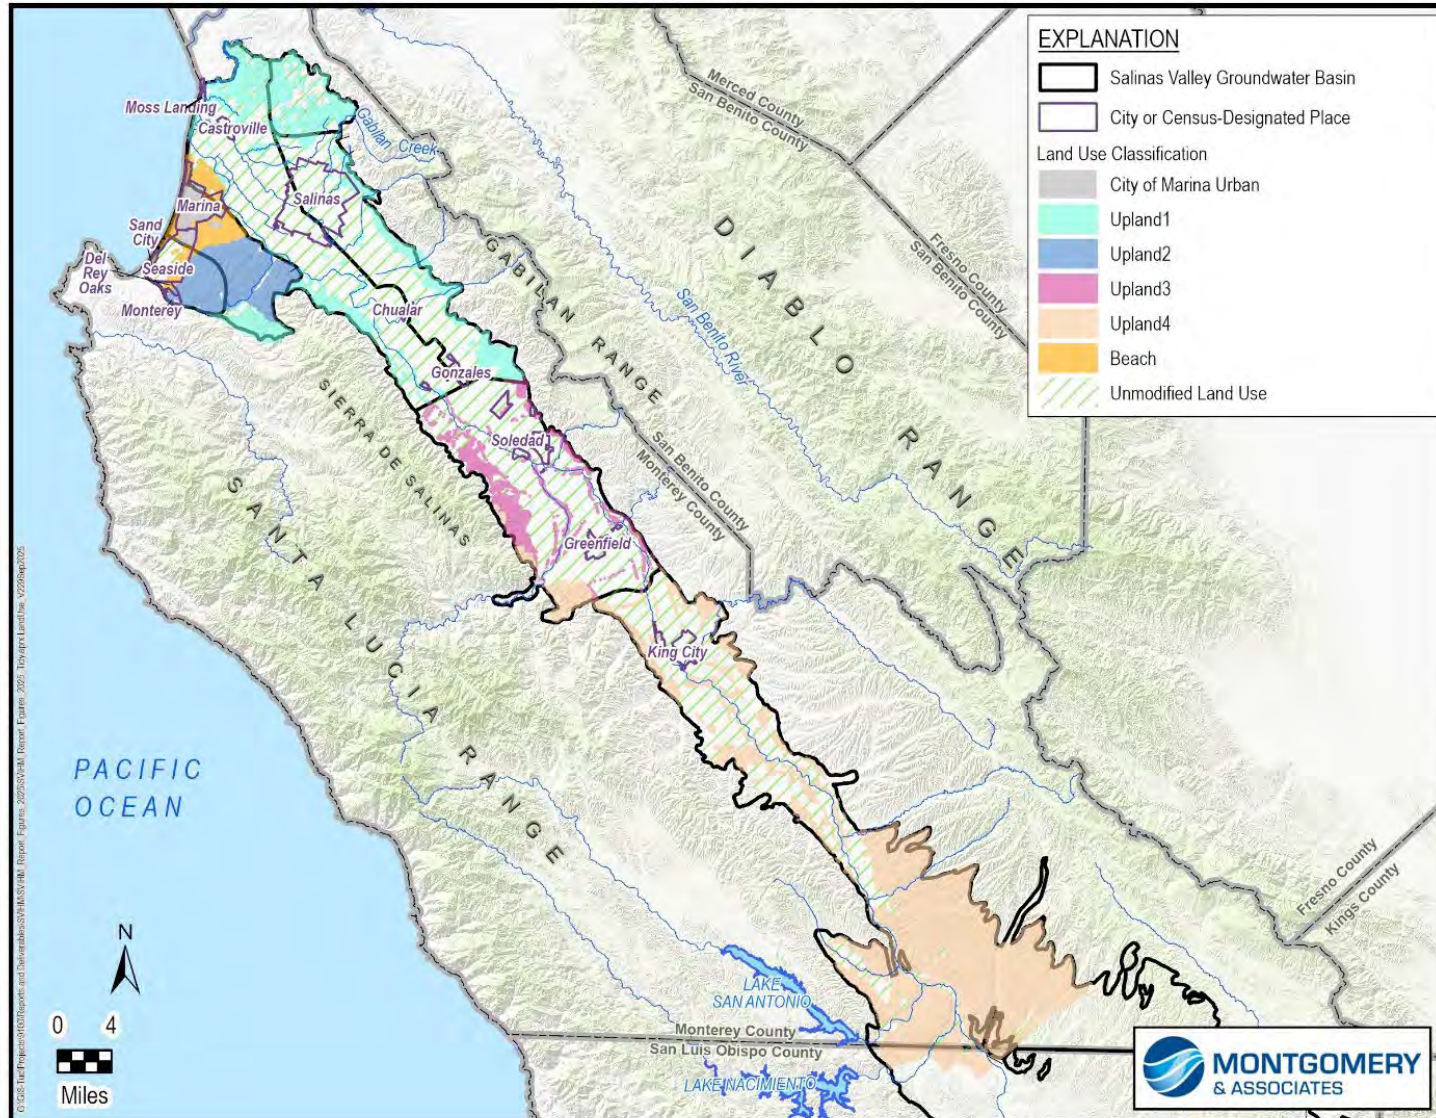 EXPLANATION
Salinas Valley Groundwater Basin
City or Census-Designated Place
Land Use Classification
City of Marina Urban
Upland1
Upland2
Upland3
Upland4
Beach
Unmodified Land Use
Merced County
San Benito County
Fresno County
San Benito County
Moss Landing
Castroville
Gabilan Creek
Salinas
Marina
Sand
City
Seaside
Del
Rey
Oaks
Monterey
Chualar
Gonzales
Soledad
Greenfield
King City
GABILAN RANGE
DIABLO RANGE
San Benito River
SIERRA DE SALINAS
SANTA LUCIA RANGE
San Benito County
Monterey County
PACIFIC
OCEAN
Fresno County
Kings County
LAKE
SAN ANTONIO
Monterey County
San Luis Obispo County
LAKE NACIMIENTO
N
0 4
Miles
MONTGOMERY
& ASSOCIATES